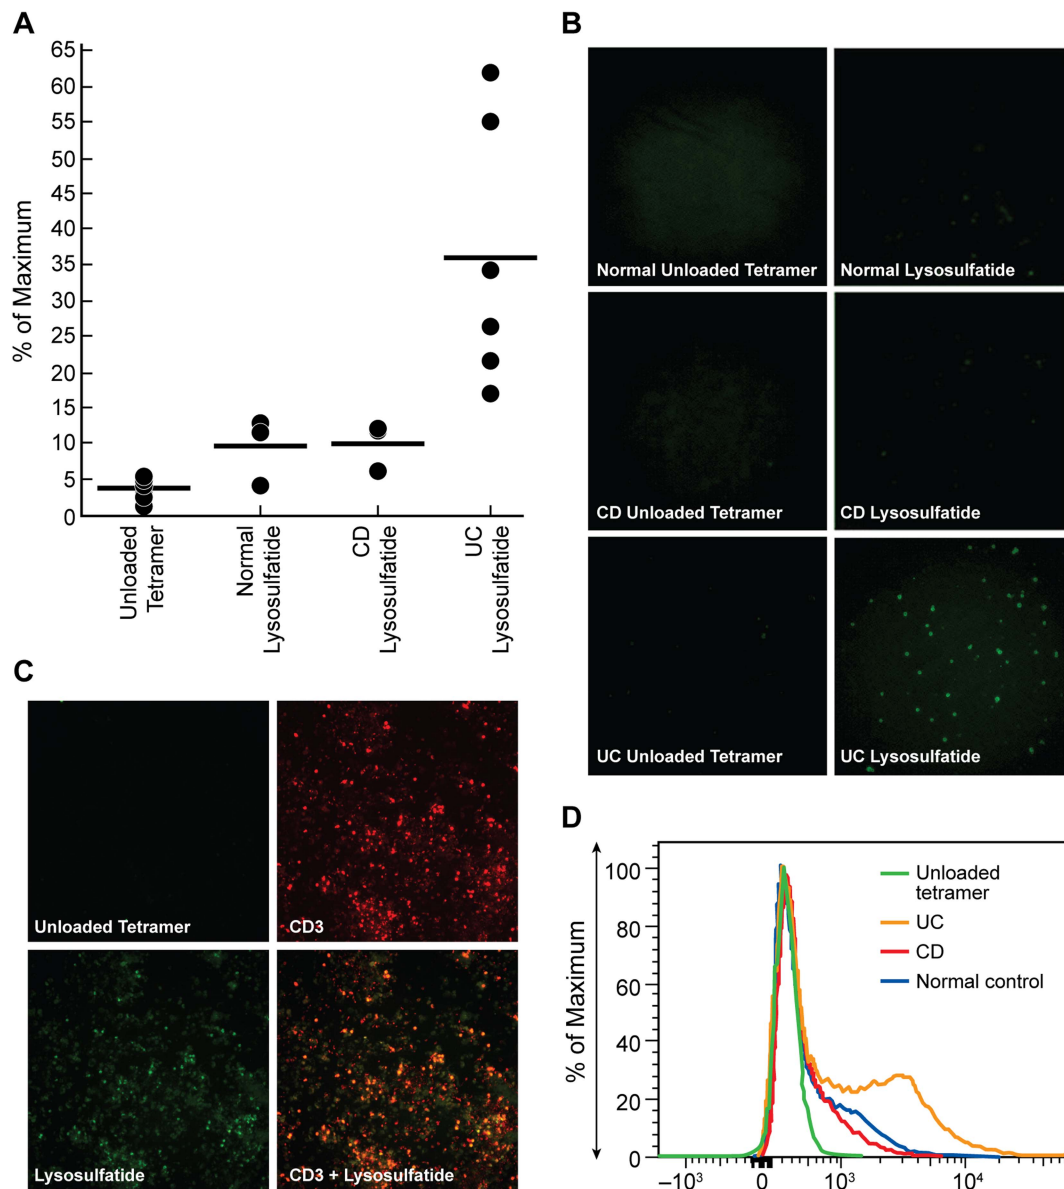 A
65
60
55
50
45
40
35
30
25
20
15
10
5
0
% of Maximum
Unloaded
Tetramer
Normal
Lysosulfatide
CD
Lysosulfatide
UC
Lysosulfatide
B
Normal Unloaded Tetramer
Normal Lysosulfatide
CD Unloaded Tetramer
CD Lysosulfatide
UC Unloaded Tetramer
UC Lysosulfatide
C
Unloaded Tetramer
CD3
Lysosulfatide
CD3 + Lysosulfatide
D
100
80
60
40
20
0
% of Maximum
Unloaded
tetramer
UC
CD
Normal control
–10³ 0 10³ 10⁴